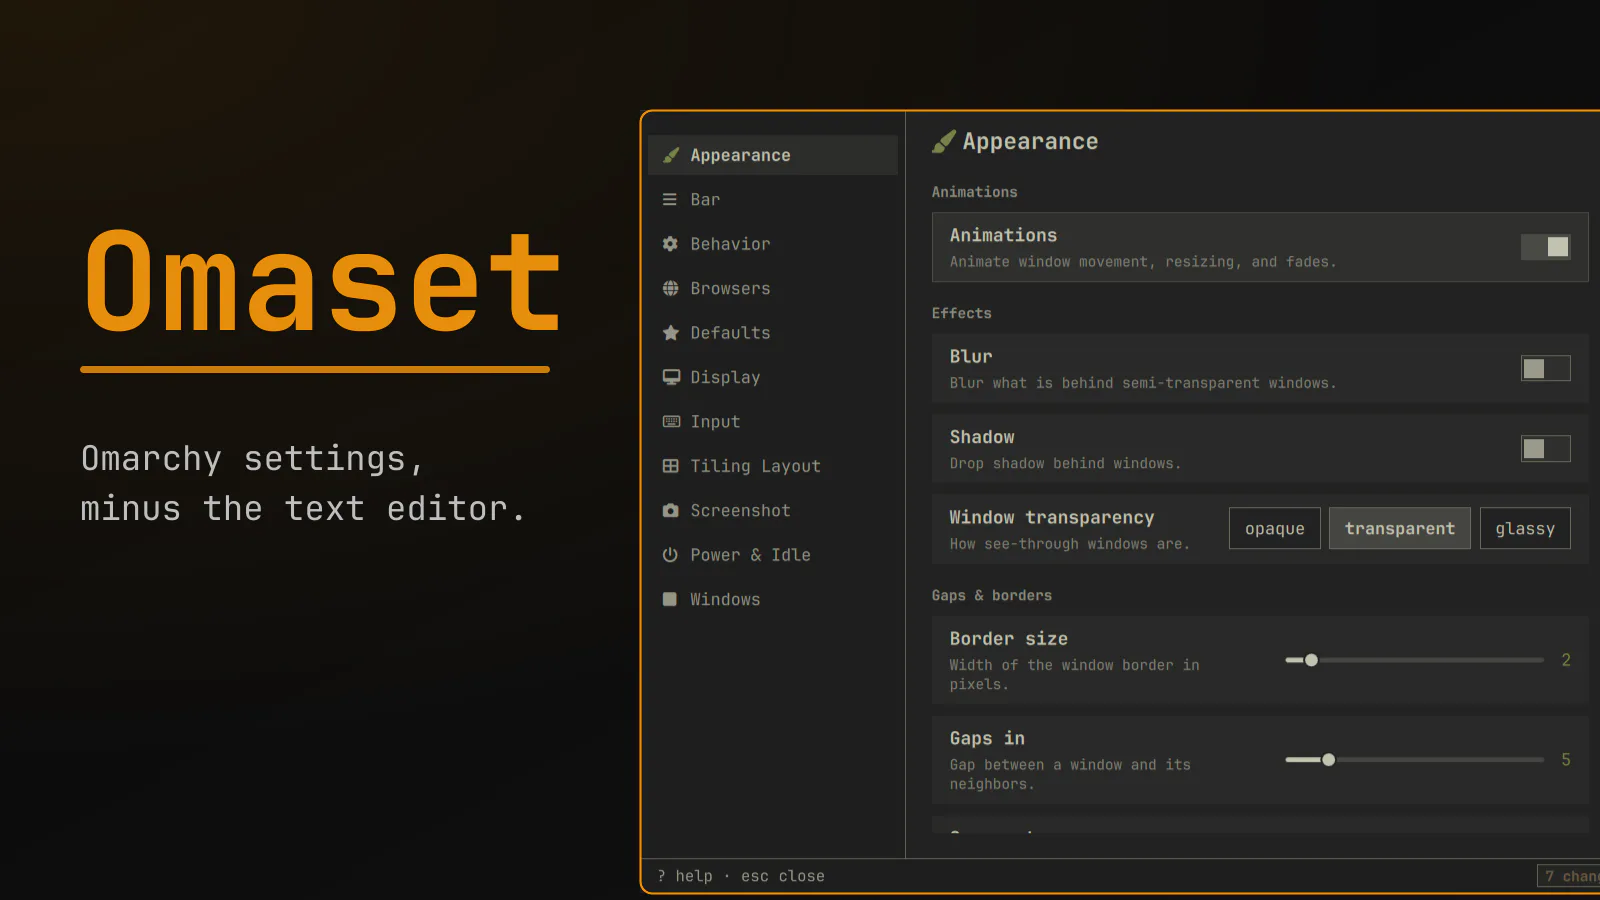 Omaset
Omarchy settings,
minus the text editor.
Appearance
Bar
Behavior
Browsers
Defaults
Display
Input
Tiling Layout
Screenshot
Power & Idle
Windows
Appearance
Animations
Animations
Animate window movement, resizing, and fades.
Effects
Blur
Blur what is behind semi-transparent windows.
Shadow
Drop shadow behind windows.
Window transparency
How see-through windows are.
opaque transparent glassy
Gaps & borders
Border size
Width of the window border in
pixels.
2
Gaps in
Gap between a window and its
neighbors.
5
? help · esc close
7